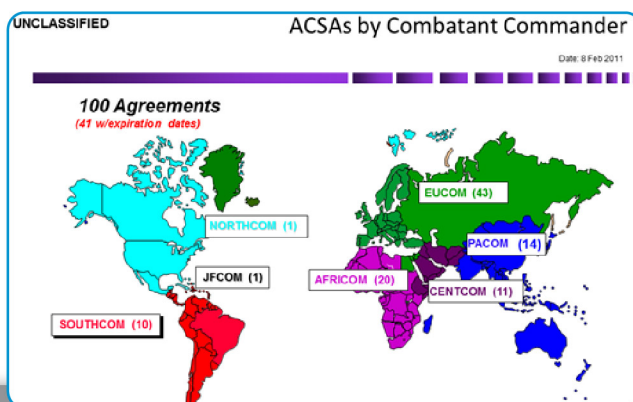 UNCLASSIFIED
ACSAs by Combatant Commander
Date: 8 Feb 2011
100 Agreements
(41 w/expiration dates)
EUCOM (43)
NORTHCOM (1)
PACOM (14)
JFCOM (1)
AFRICOM (20)
CENTCOM (11)
SOUTHCOM (10)